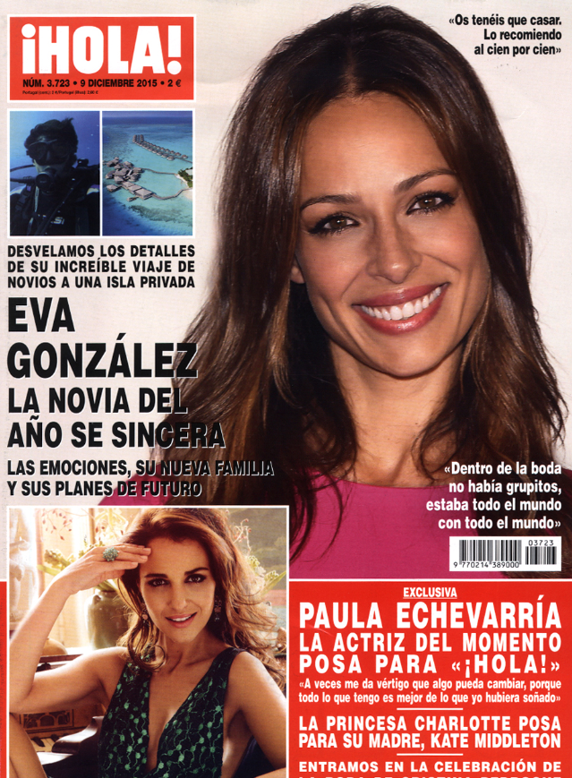 ¡HOLA!
NÚM. 3.723 • 9 DICIEMBRE 2015 • 2 €
«Os tenéis que casar.
Lo recomiendo
al cien por cien»
DESVELAMOS LOS DETALLES
DE SU INCREÍBLE VIAJE DE
NOVIOS A UNA ISLA PRIVADA
EVA
GONZÁLEZ
LA NOVIA DEL
AÑO SE SINCERA
LAS EMOCIONES, SU NUEVA FAMILIA
Y SUS PLANES DE FUTURO
«Dentro de la boda
no había grupitos,
estaba todo el mundo
con todo el mundo»
03723
9 770214 389000
EXCLUSIVA
PAULA ECHEVARRÍA
LA ACTRIZ DEL MOMENTO
POSA PARA «¡HOLA!»
«A veces me da vértigo que algo pueda cambiar, porque
todo lo que tengo es mejor de lo que yo hubiera soñado»
LA PRINCESA CHARLOTTE POSA
PARA SU MADRE, KATE MIDDLETON
ENTRAMOS EN LA CELEBRACIÓN DE